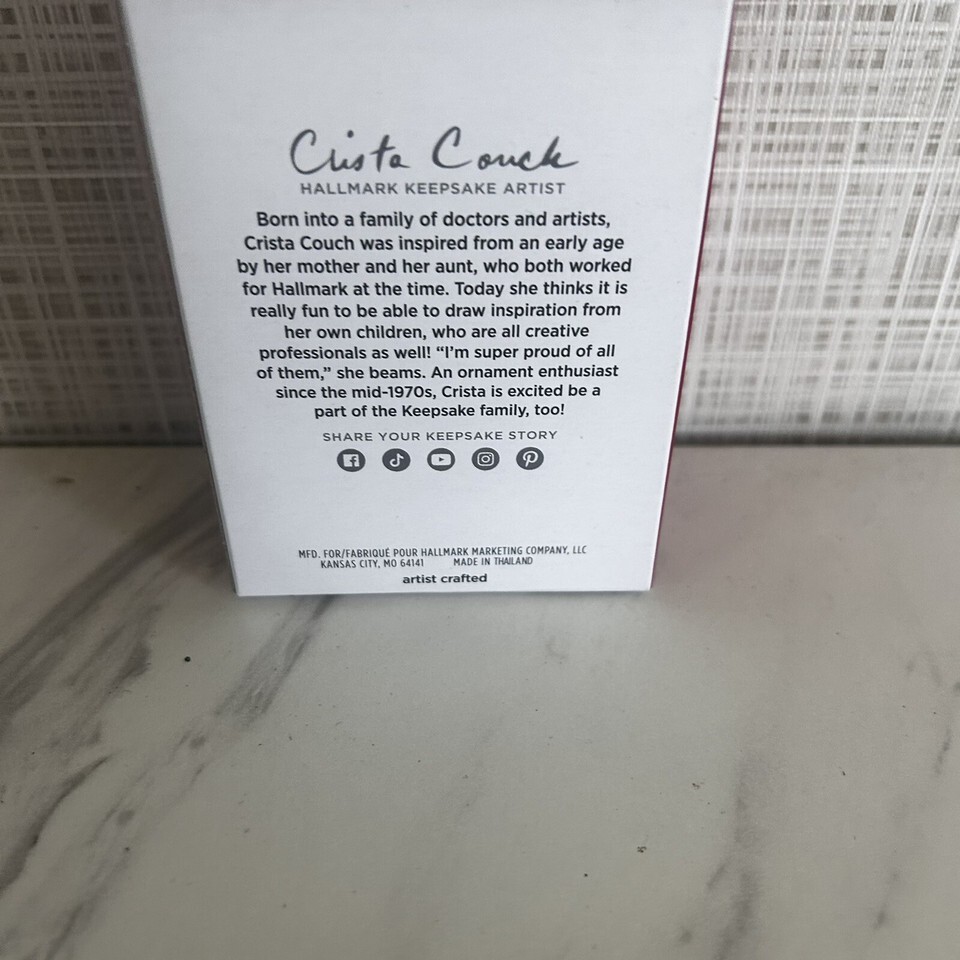 Crista Couch
HALLMARK KEEPSAKE ARTIST
Born into a family of doctors and artists,
Crista Couch was inspired from an early age
by her mother and her aunt, who both worked
for Hallmark at the time. Today she thinks it is
really fun to be able to draw inspiration from
her own children, who are all creative
professionals as well! “I'm super proud of all
of them,” she beams. An ornament enthusiast
since the mid-1970s, Crista is excited be a
part of the Keepsake family, too!
SHARE YOUR KEEPSAKE STORY
MFD. FOR/FABRIQUÉ POUR HALLMARK MARKETING COMPANY, LLC
KANSAS CITY, MO 64141 MADE IN THAILAND
artist crafted